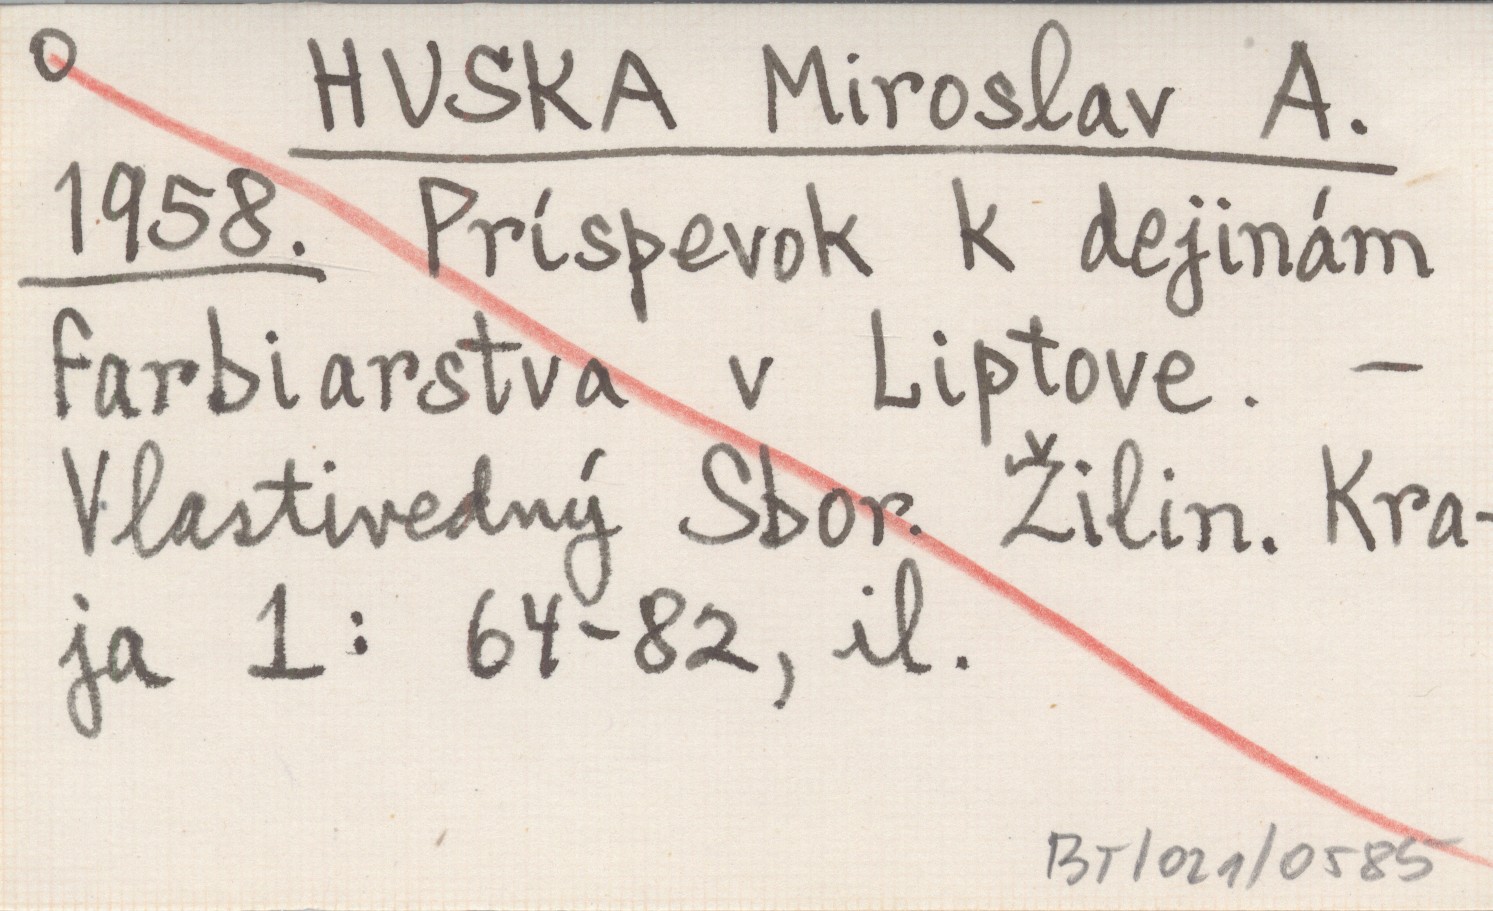 O HUSKA Miroslav A.
1958. Príspevok k dejinám
farbiarstva v Liptove. –
Vlastivedný Sbor. Žilin. Kra-
ja 1: 64-82, il.
BT/021/0585